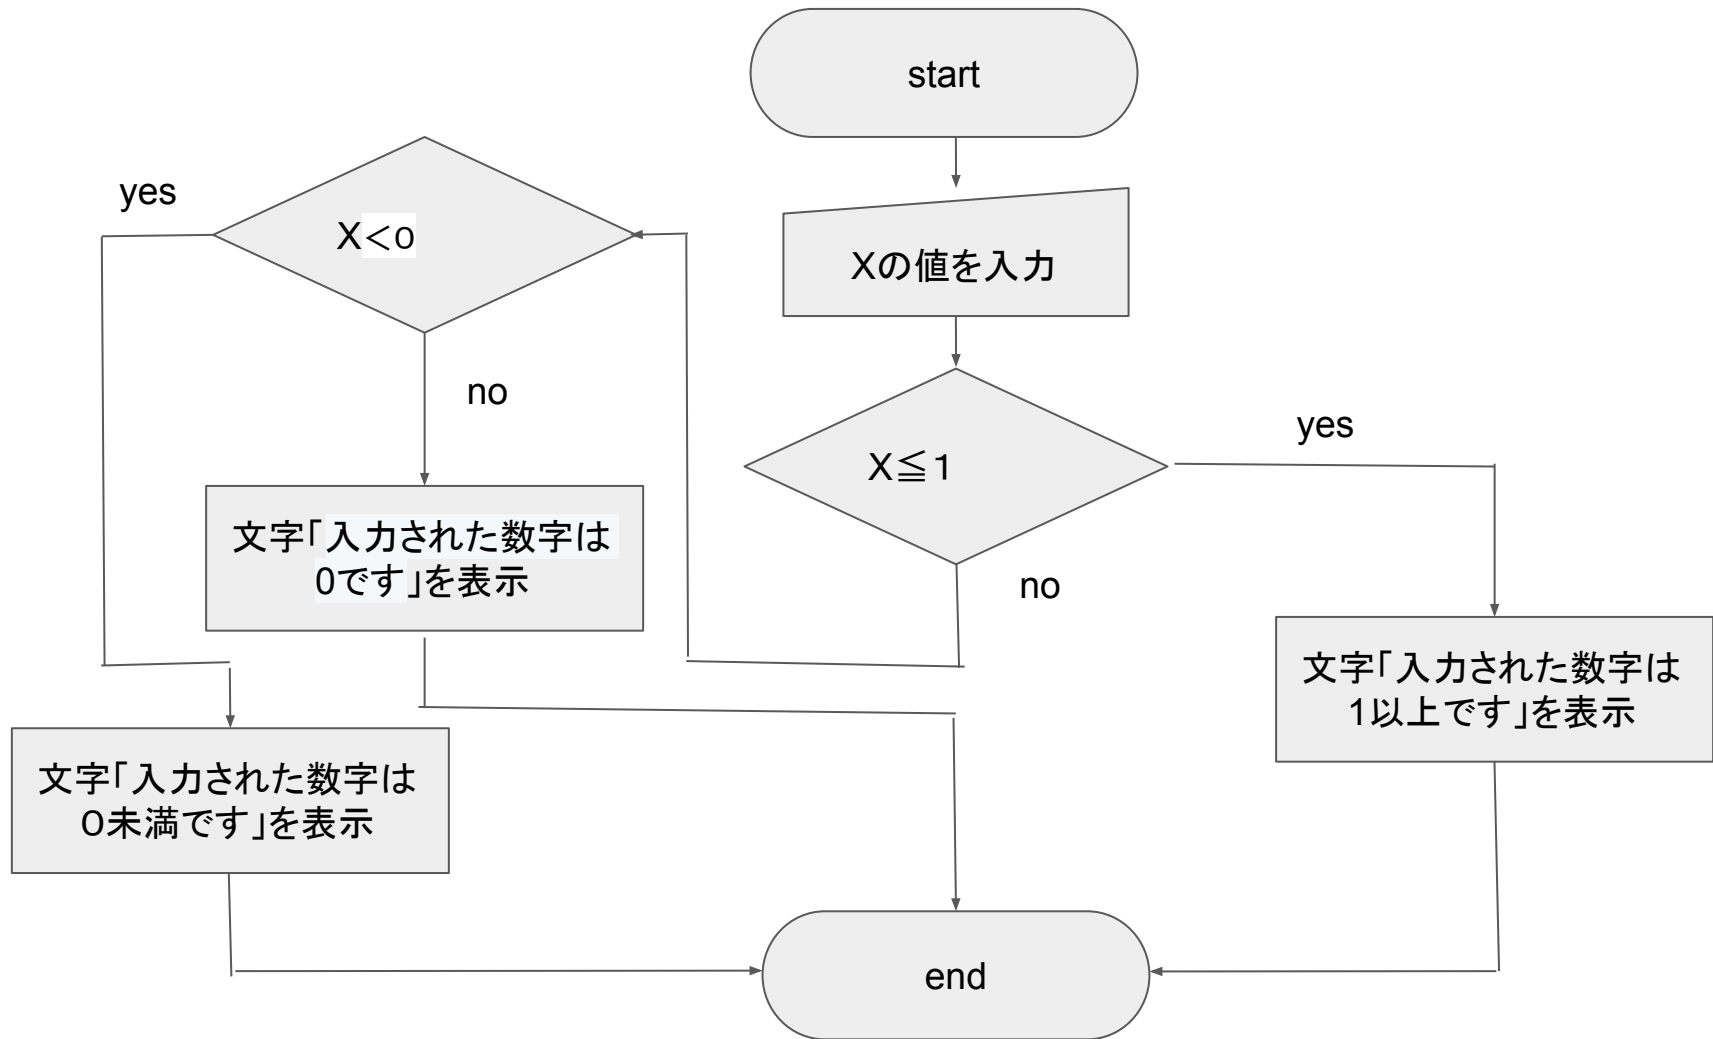 start
Xの値を入力
X≦1
yes
no
文字「入力された数字は
1以上です」を表示
X<0
yes
no
文字「入力された数字は
0です」を表示
文字「入力された数字は
0未満です」を表示
end